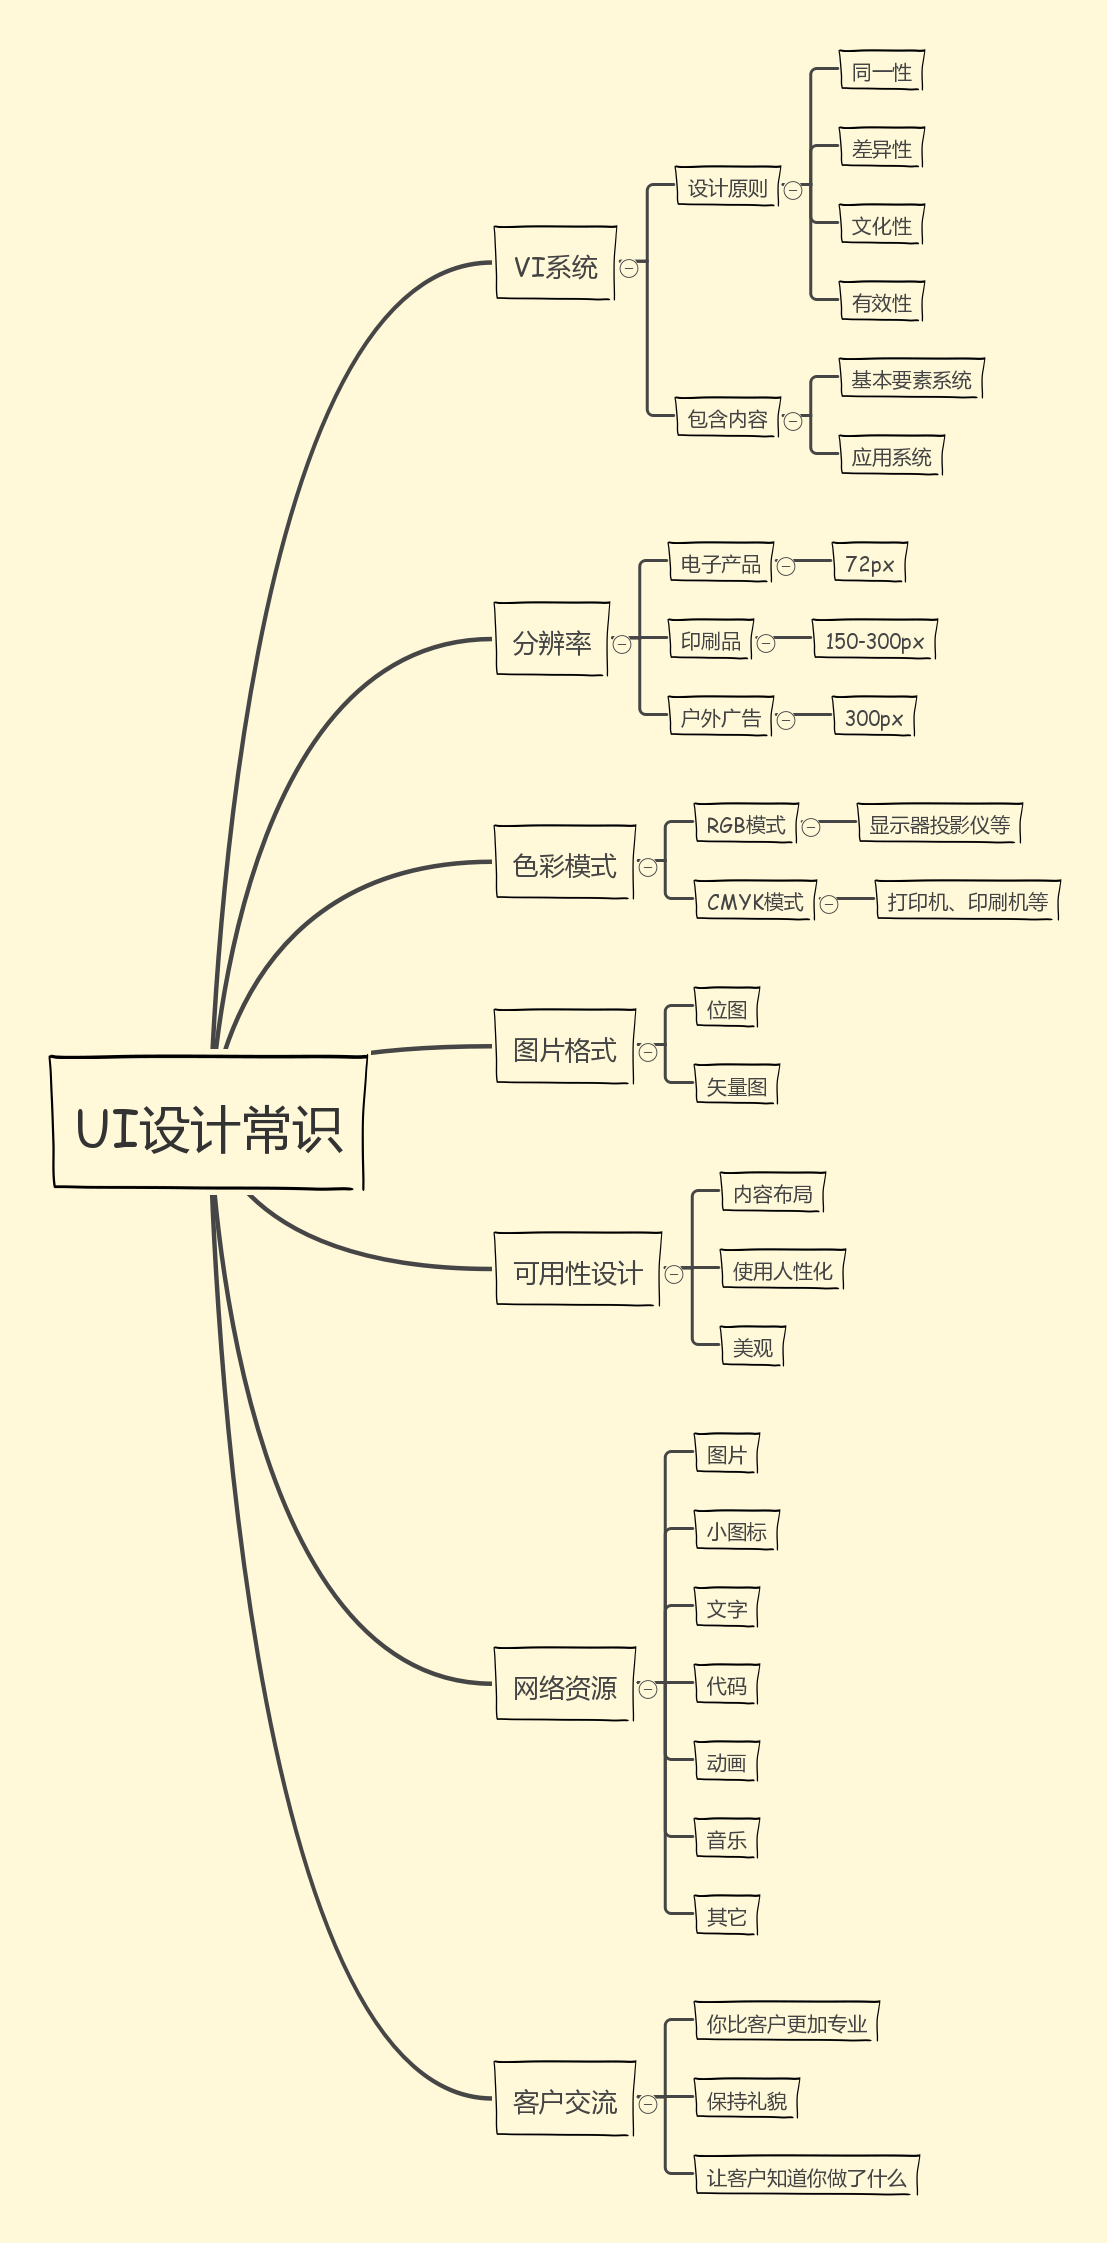 UI设计常识
VI系统
设计原则
同一性
差异性
文化性
有效性
包含内容
基本要素系统
应用系统
分辨率
电子产品
72px
印刷品
150-300px
户外广告
300px
色彩模式
RGB模式
显示器投影仪等
CMYK模式
打印机、印刷机等
图片格式
位图
矢量图
可用性设计
内容布局
使用人性化
美观
网络资源
图片
小图标
文字
代码
动画
音乐
其它
客户交流
你比客户更加专业
保持礼貌
让客户知道你做了什么